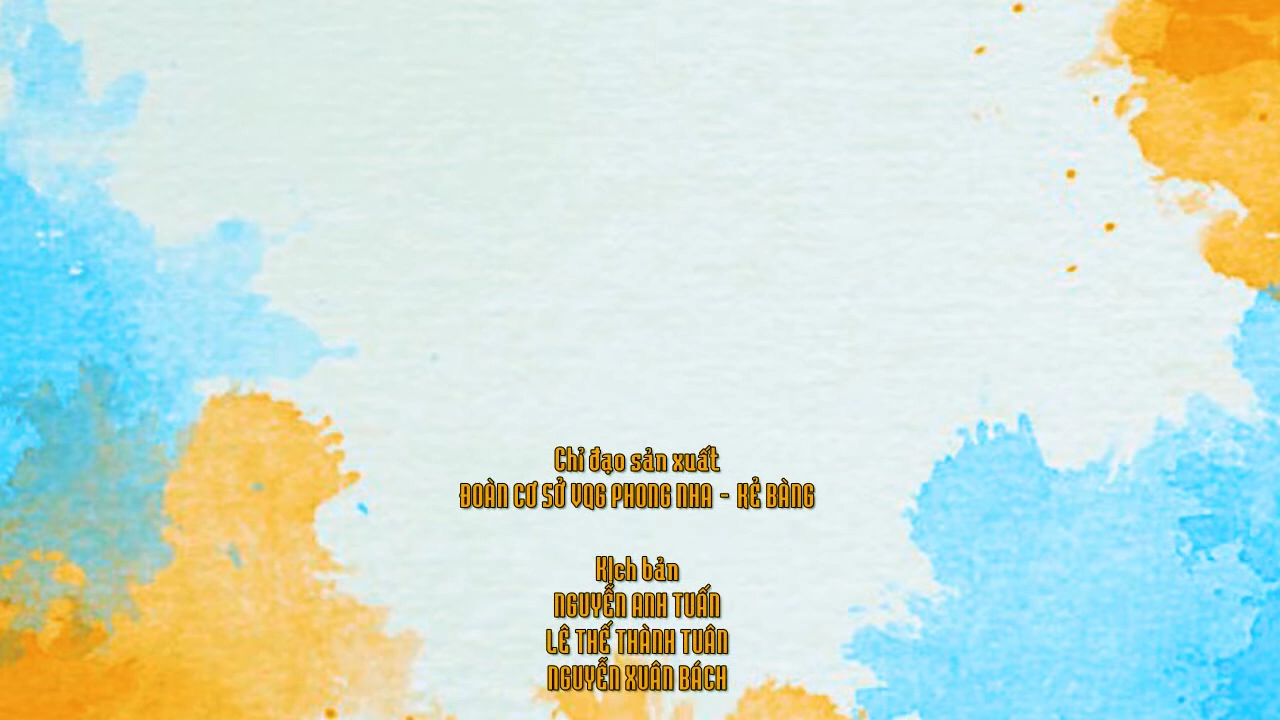 Chỉ đạo sản xuất
ĐOÀN CƠ SỞ VQG PHONG NHA - KẺ BÀNG
Kịch bản
NGUYỄN ANH TUẤN
LÊ THẾ THÀNH TUÂN
NGUYỄN XUÂN BÁCH